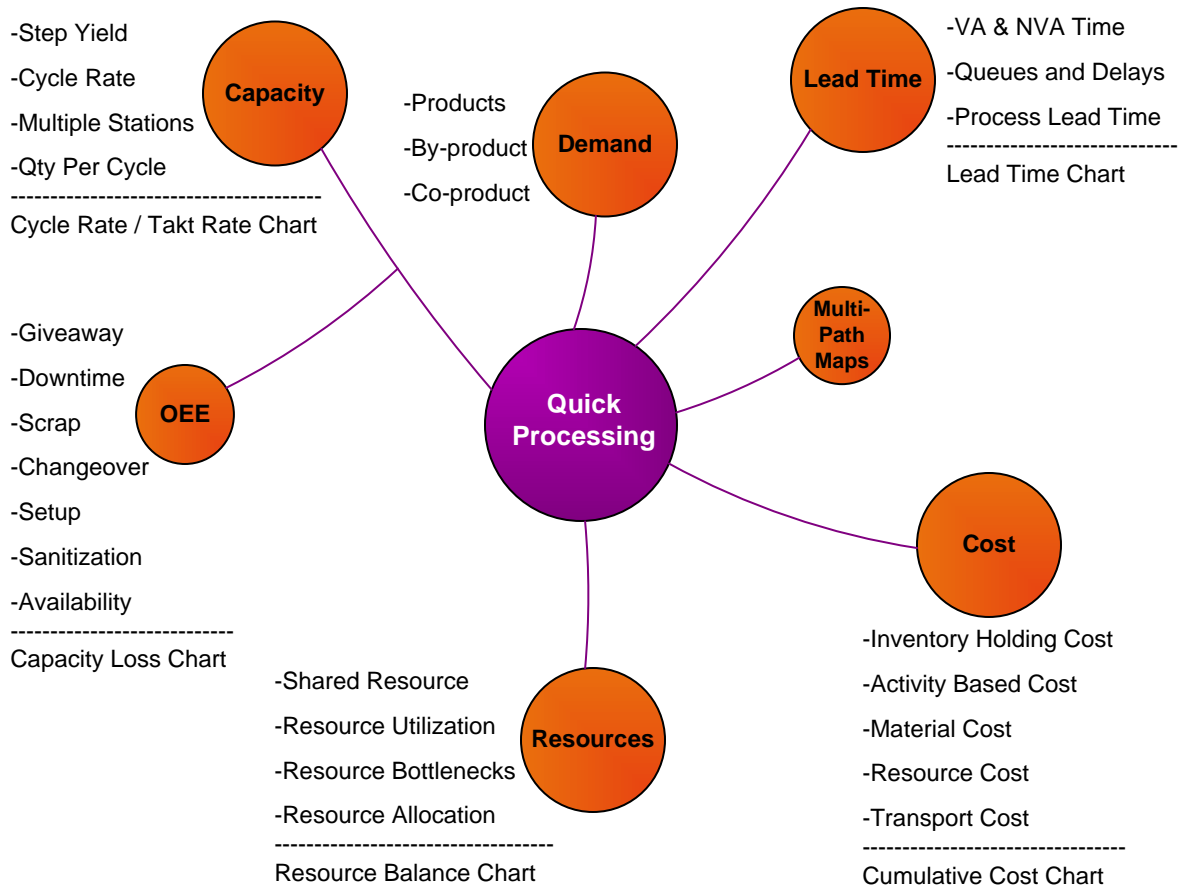 -Step Yield
-Cycle Rate
-Multiple Stations
-Qty Per Cycle
---------------------------------------
Cycle Rate / Takt Rate Chart
Capacity
-Products
-By-product
-Co-product
Demand
Lead Time
-VA & NVA Time
-Queues and Delays
-Process Lead Time
-----------------------------
Lead Time Chart
Multi-
Path
Maps
Quick
Processing
-Giveaway
-Downtime
-Scrap
-Changeover
-Setup
-Sanitization
-Availability
----------------------------
Capacity Loss Chart
OEE
Cost
-Inventory Holding Cost
-Activity Based Cost
-Material Cost
-Resource Cost
-Transport Cost
---------------------------------
Cumulative Cost Chart
-Shared Resource
-Resource Utilization
-Resource Bottlenecks
-Resource Allocation
-----------------------------------
Resource Balance Chart
Resources